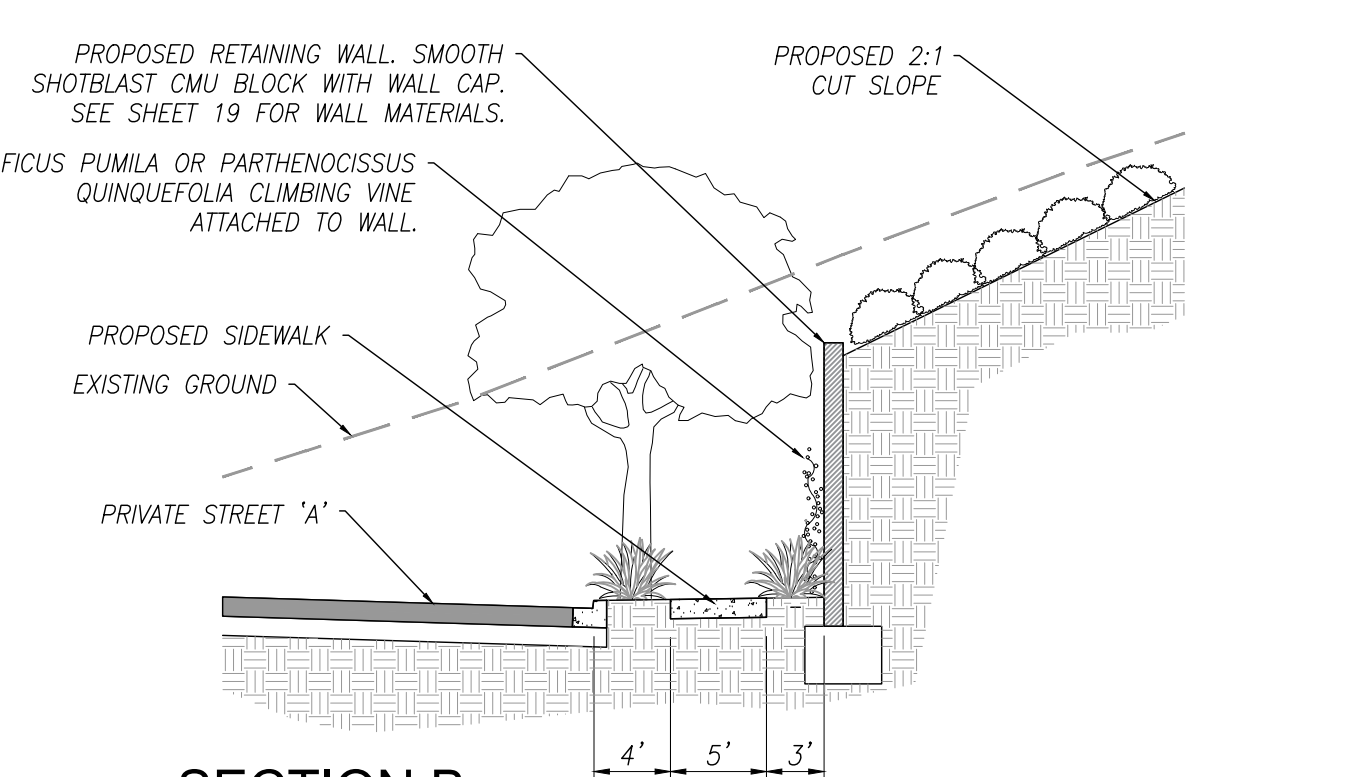 PROPOSED RETAINING WALL. SMOOTH
SHOTBLAST CMU BLOCK WITH WALL CAP.
SEE SHEET 19 FOR WALL MATERIALS.
PROPOSED 2:1
CUT SLOPE
FICUS PUMILA OR PARTHENOCISSUS
QUINQUEFOLIA CLIMBING VINE
ATTACHED TO WALL.
PROPOSED SIDEWALK
EXISTING GROUND
PRIVATE STREET 'A'
4' 5' 3'
SECTION B